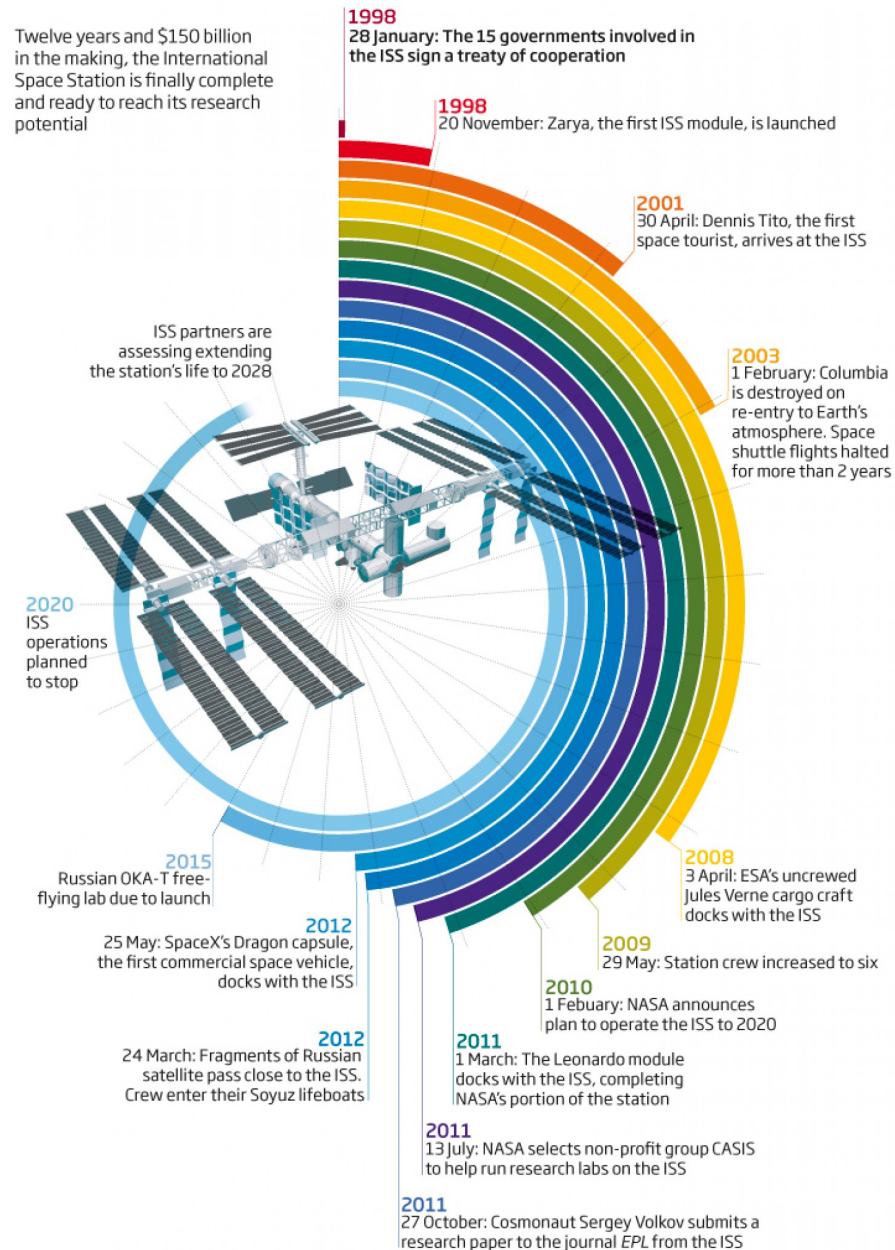 Twelve years and $150 billion
in the making, the International
Space Station is finally complete
and ready to reach its research
potential
1998
28 January: The 15 governments involved in
the ISS sign a treaty of cooperation
1998
20 November: Zarya, the first ISS module, is launched
2001
30 April: Dennis Tito, the first
space tourist, arrives at the ISS
2003
1 February: Columbia
is destroyed on
re-entry to Earth's
atmosphere. Space
shuttle flights halted
for more than 2 years
2008
3 April: ESA's uncrewed
Jules Verne cargo craft
docks with the ISS
2009
29 May: Station crew increased to six
2010
1 Febuary: NASA announces
plan to operate the ISS to 2020
2011
1 March: The Leonardo module
docks with the ISS, completing
NASA's portion of the station
2011
13 July: NASA selects non-profit group CASIS
to help run research labs on the ISS
2011
27 October: Cosmonaut Sergey Volkov submits a
research paper to the journal EPL from the ISS
2012
24 March: Fragments of Russian
satellite pass close to the ISS.
Crew enter their Soyuz lifeboats
2012
25 May: SpaceX's Dragon capsule,
the first commercial space vehicle,
docks with the ISS
2015
Russian OKA-T free-
flying lab due to launch
2020
ISS
operations
planned
to stop
ISS partners are
assessing extending
the station's life to 2028